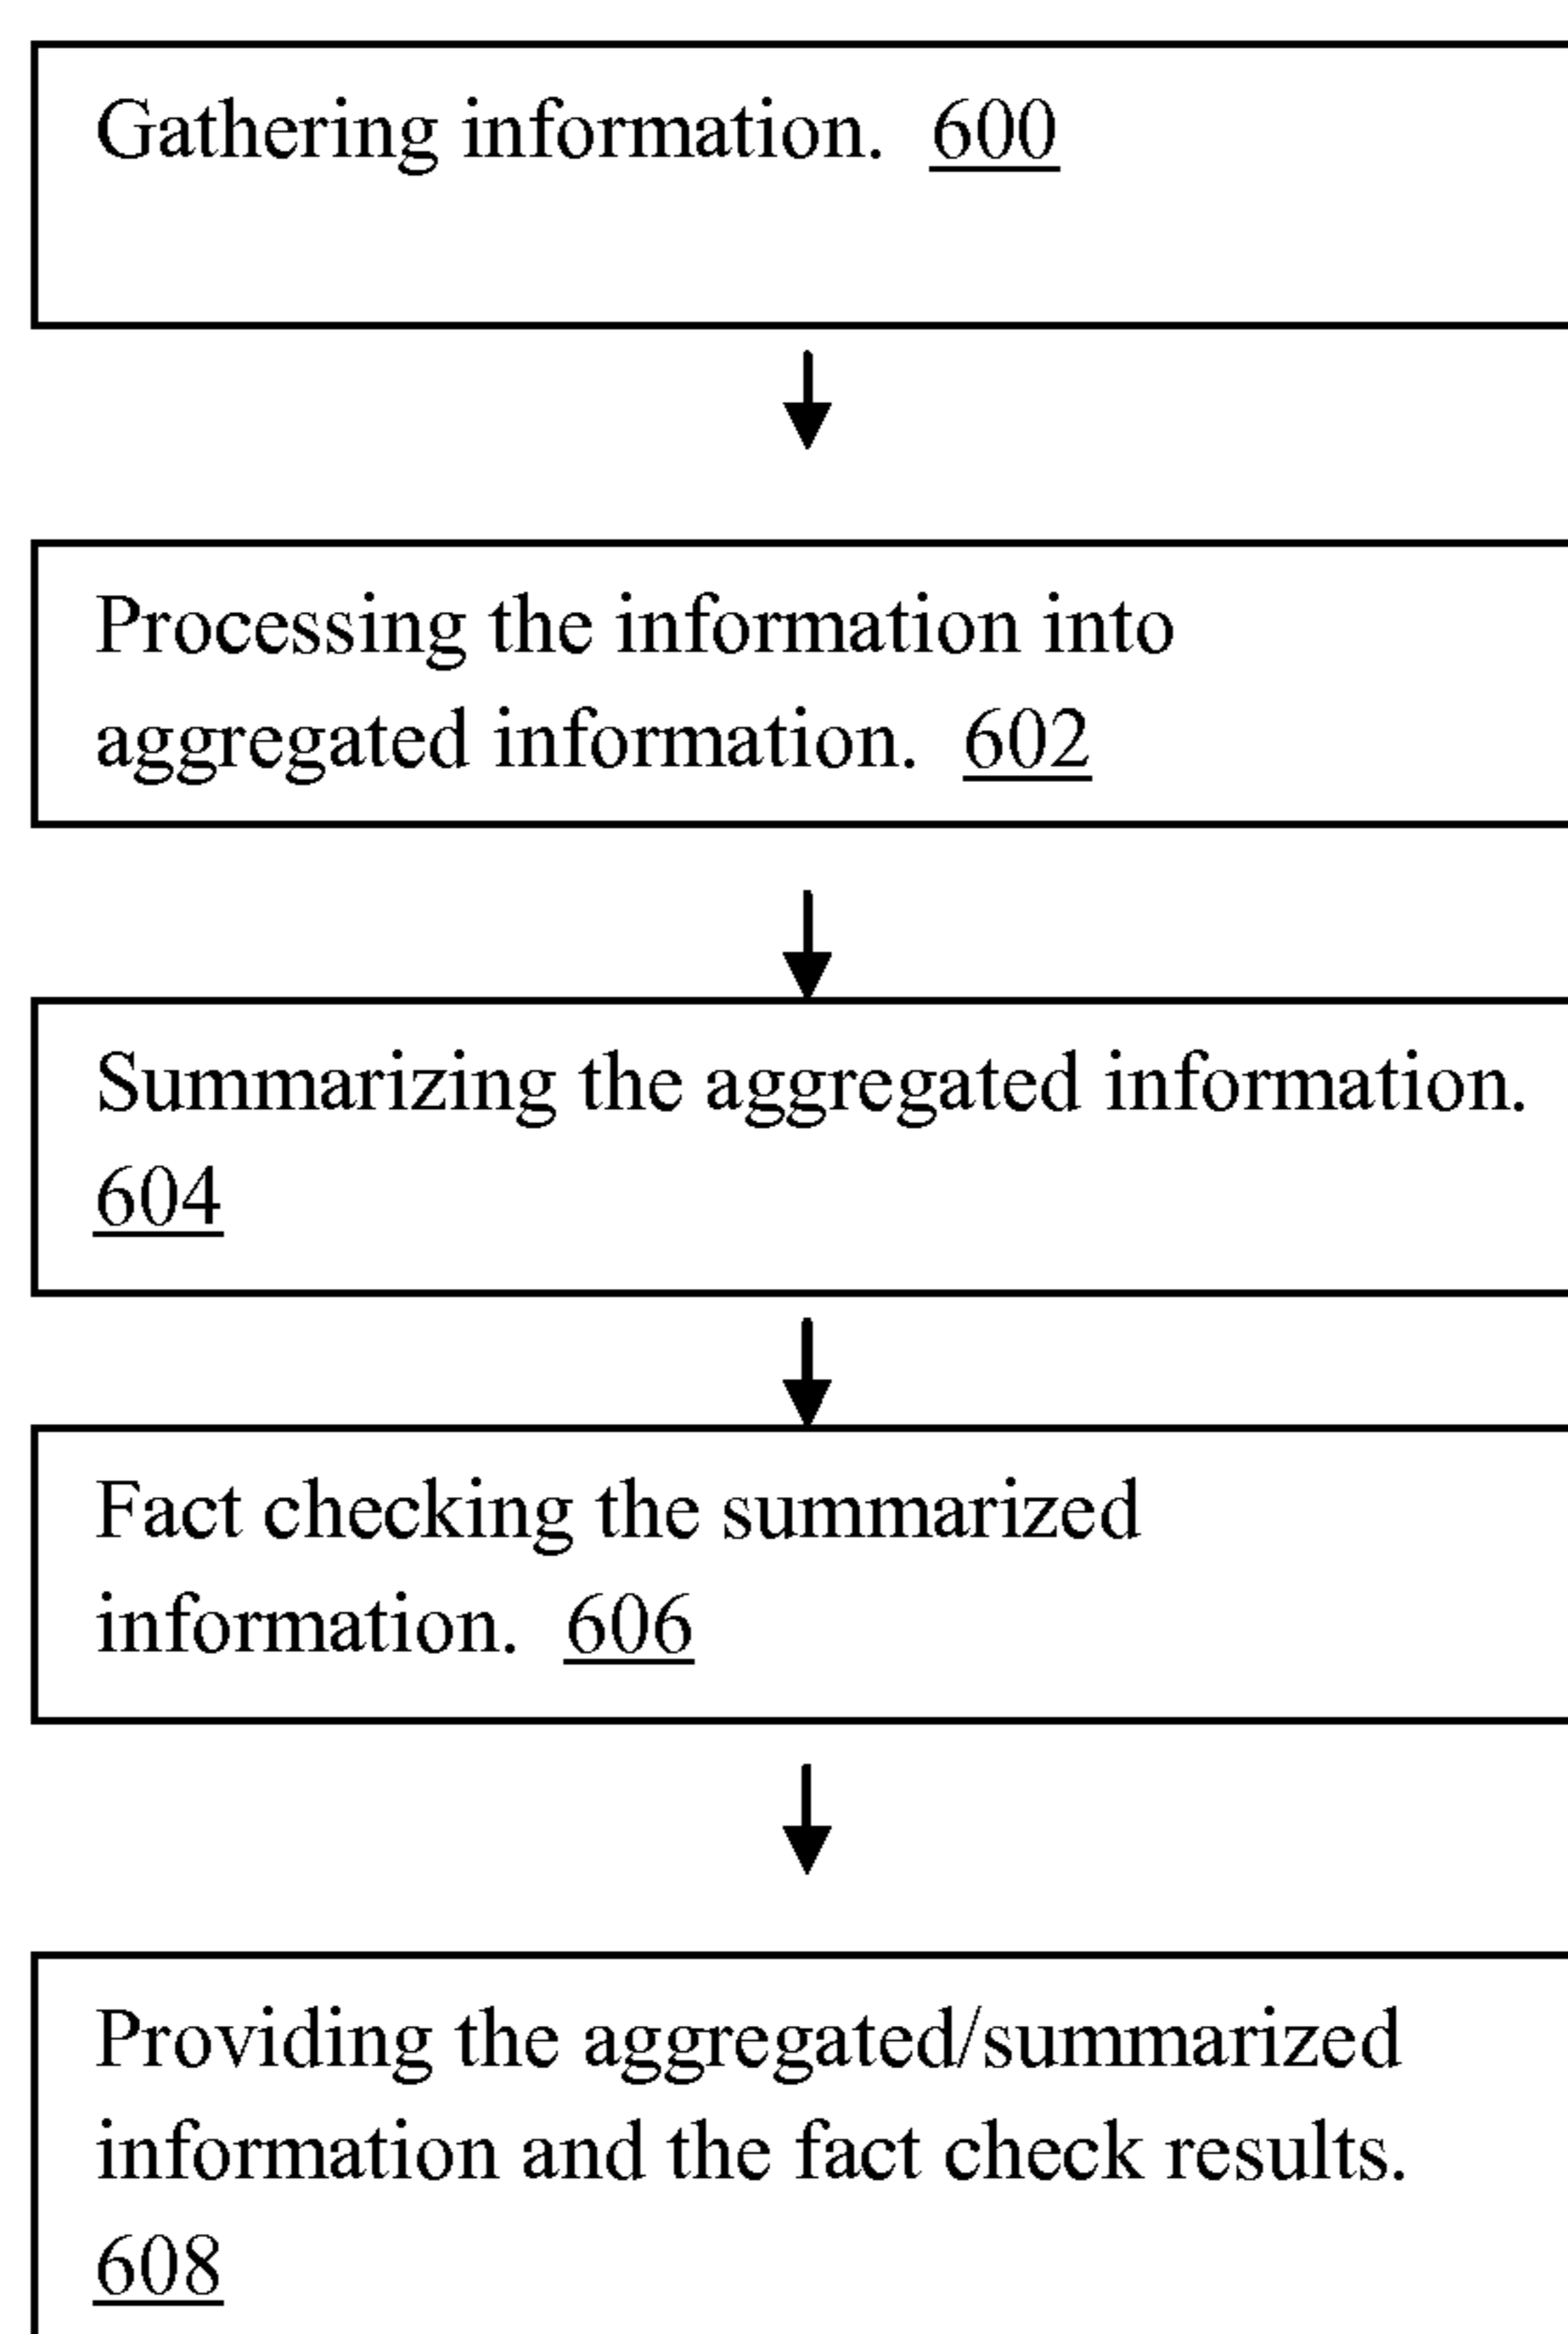 Gathering information. 600
Processing the information into
aggregated information. 602
Summarizing the aggregated information.
604
Fact checking the summarized
information. 606
Providing the aggregated/summarized
information and the fact check results.
608